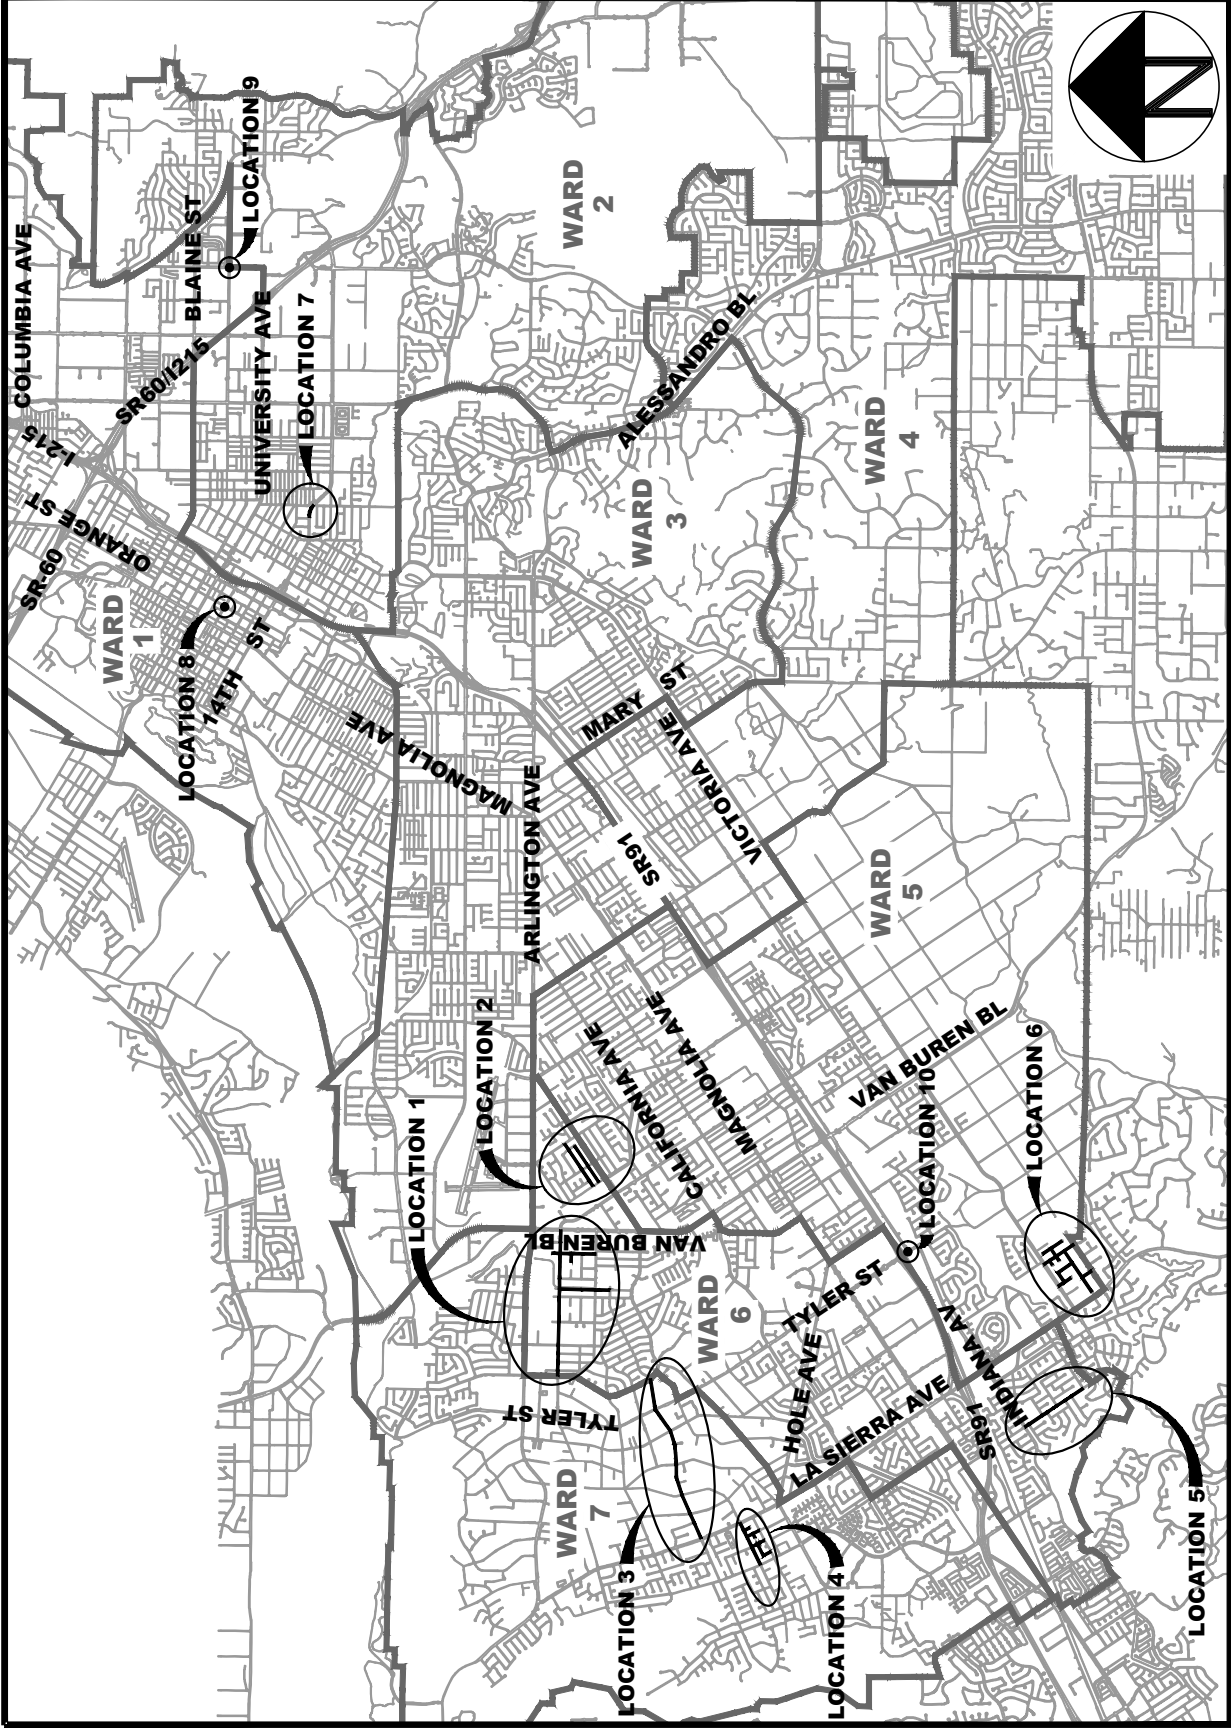 COLUMBIA AVE
I-215
ORANGE ST
SR-60
SR60/I215
BLAINE ST
LOCATION 9
UNIVERSITY AVE
LOCATION 7
WARD
1
LOCATION 8
14TH
ST
MAGNOLIA AVE
WARD
2
ALESSANDRO BL
WARD
3
WARD
4
MARY ST
VICTORIA AVE
ARLINGTON AVE
SR91
WARD
5
LOCATION 2
LOCATION 1
CALIFORNIA AVE
MAGNOLIA AVE
VAN BUREN BL
VAN BUREN BL
LOCATION 10
LOCATION 6
WARD
6
TYLER ST
HOLE AVE
LA SIERRA AVE
INDIANA AV
SR91
TYLER ST
WARD
7
LOCATION 3
LOCATION 4
LOCATION 5
N